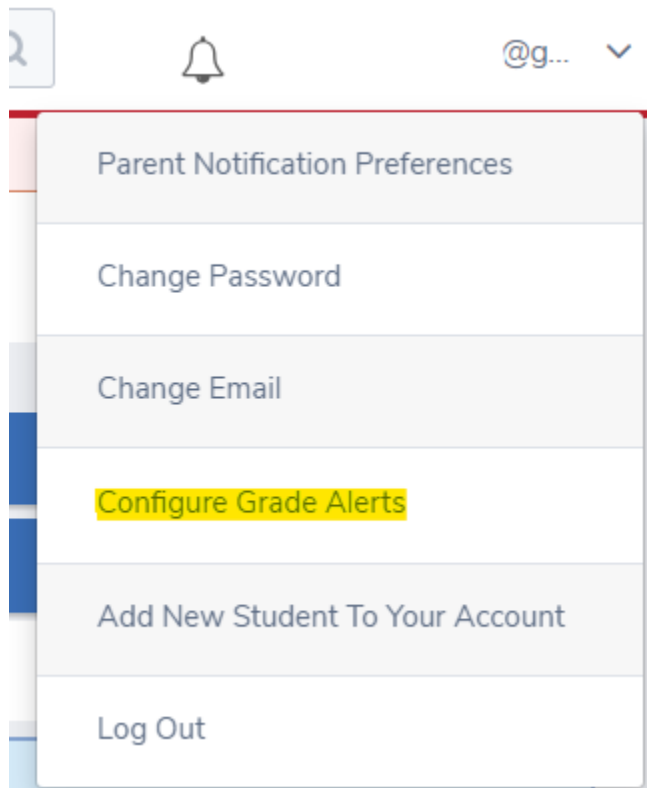 @g...
Parent Notification Preferences
Change Password
Change Email
Configure Grade Alerts
Add New Student To Your Account
Log Out